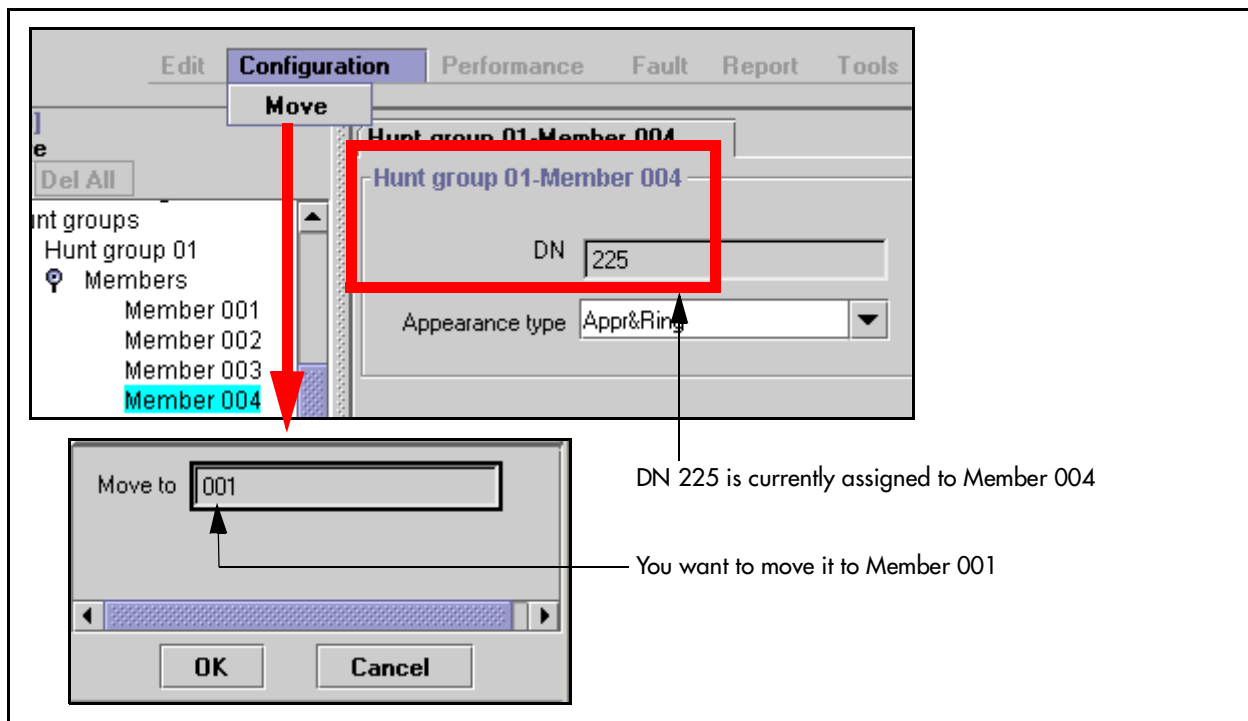 Edit Configuration Performance Fault Report Tools
Move
]
e
Del All
unt groups
Hunt group 01
Members
Member 001
Member 002
Member 003
Member 004
Hunt group 01-Member 004
Hunt group 01-Member 004
DN 225
Appearance type Appr&Ring
DN 225 is currently assigned to Member 004
Move to 001
You want to move it to Member 001
OK Cancel